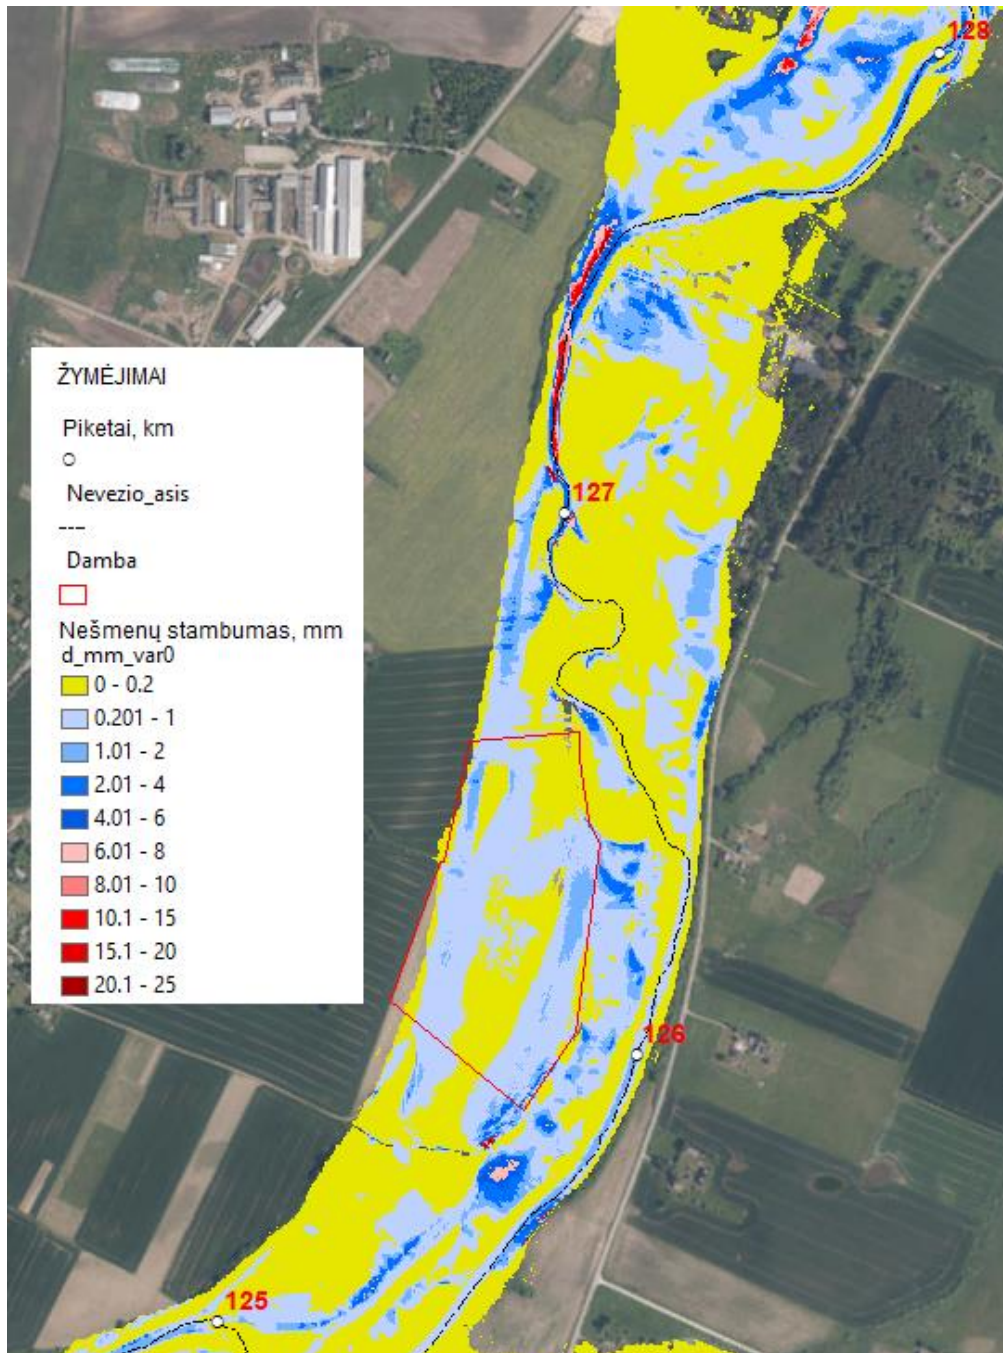 128
ŽYMĖJIMAI
Piketai, km
Nevezio_asis
127
Damba
Nešmenų stambumas, mm
d_mm_var0
0 - 0.2
0.201 - 1
1.01 - 2
2.01 - 4
4.01 - 6
6.01 - 8
8.01 - 10
10.1 - 15
15.1 - 20
20.1 - 25
126
125